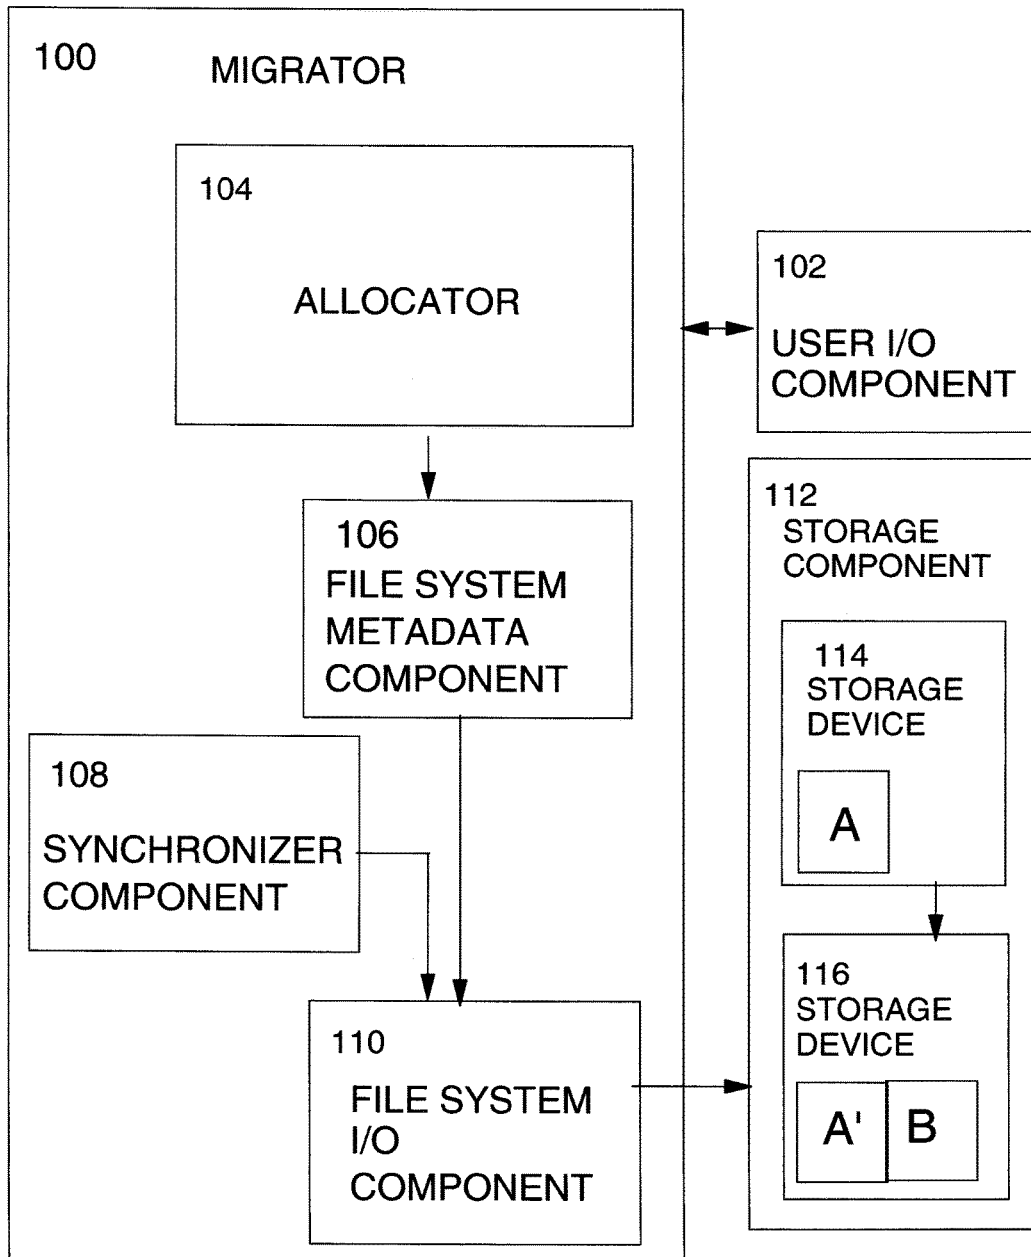 100
MIGRATOR
104
ALLOCATOR
102
USER I/O
COMPONENT
106
FILE SYSTEM
METADATA
COMPONENT
108
SYNCHRONIZER
COMPONENT
110
FILE SYSTEM
I/O
COMPONENT
112
STORAGE
COMPONENT
114
STORAGE
DEVICE
A
116
STORAGE
DEVICE
A' B